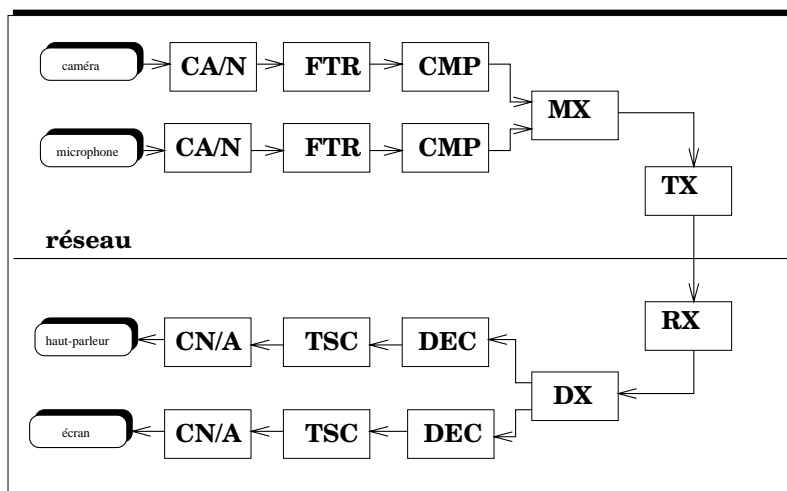 caméra CA/N FTR CMP
MX
microphone CA/N FTR CMP
TX
réseau
RX
haut-parleur CN/A TSC DEC
DX
écran CN/A TSC DEC